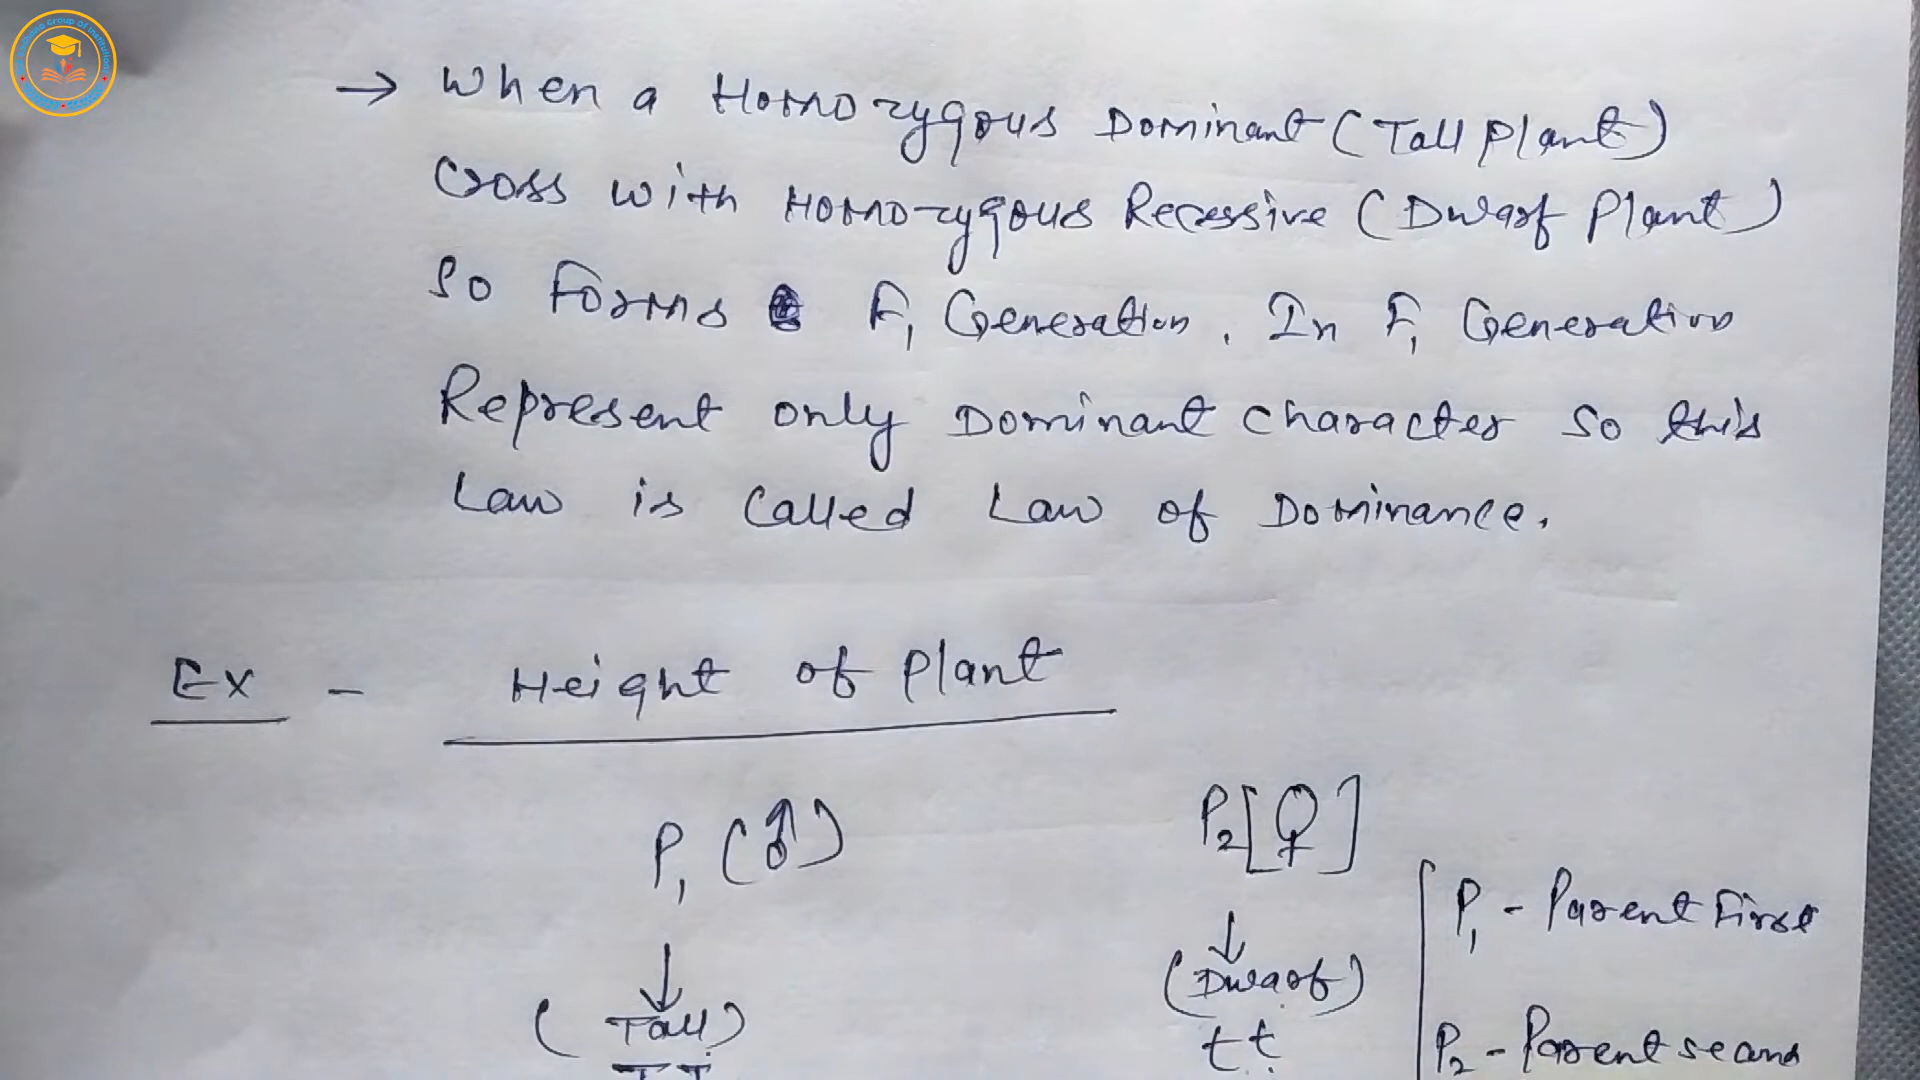 → When a Homozygous Dominant (Tall Plant)
Cross with Homozygous Recessive (Dwarf Plant)
So Forms F₁ Generation. In F₁ Generation
Represent only Dominant character so this
Law is Called Law of Dominance.
Ex - Height of Plant
P₁ (♂) P₂ [♀]
↓ ↓
(Tall) (Dwarf)
TT tt
P₁ - Parent First
P₂ - Parent secand